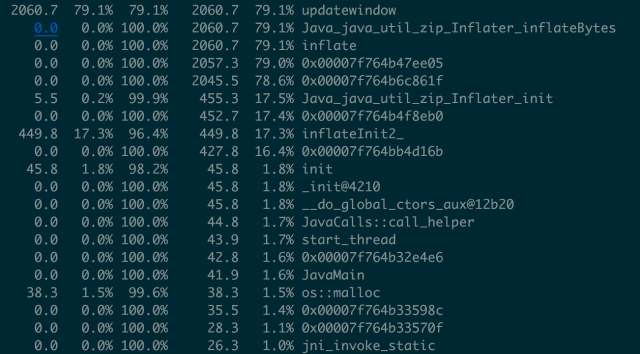 2060.7 79.1% 79.1% 2060.7 79.1% updatewindow
0.0 0.0% 100.0% 2060.7 79.1% Java_java_util_zip_Inflater_inflateBytes
0.0 0.0% 100.0% 2060.7 79.1% inflate
0.0 0.0% 100.0% 2057.3 79.0% 0x00007f764b47ee05
0.0 0.0% 100.0% 2045.5 78.6% 0x00007f764b6c861f
5.5 0.2% 99.9% 455.3 17.5% Java_java_util_zip_Inflater_init
0.0 0.0% 100.0% 452.7 17.4% 0x00007f764b4f8eb0
449.8 17.3% 96.4% 449.8 17.3% inflateInit2_
0.0 0.0% 100.0% 427.8 16.4% 0x00007f764bb4d16b
45.8 1.8% 98.2% 45.8 1.8% init
0.0 0.0% 100.0% 45.8 1.8% _init@4210
0.0 0.0% 100.0% 45.8 1.8% __do_global_ctors_aux@12b20
0.0 0.0% 100.0% 44.8 1.7% JavaCalls::call_helper
0.0 0.0% 100.0% 43.9 1.7% start_thread
0.0 0.0% 100.0% 42.8 1.6% 0x00007f764b32e4e6
0.0 0.0% 100.0% 41.9 1.6% JavaMain
38.3 1.5% 99.6% 38.3 1.5% os::malloc
0.0 0.0% 100.0% 35.5 1.4% 0x00007f764b33598c
0.0 0.0% 100.0% 28.3 1.1% 0x00007f764b33570f
0.0 0.0% 100.0% 26.3 1.0% jni_invoke_static